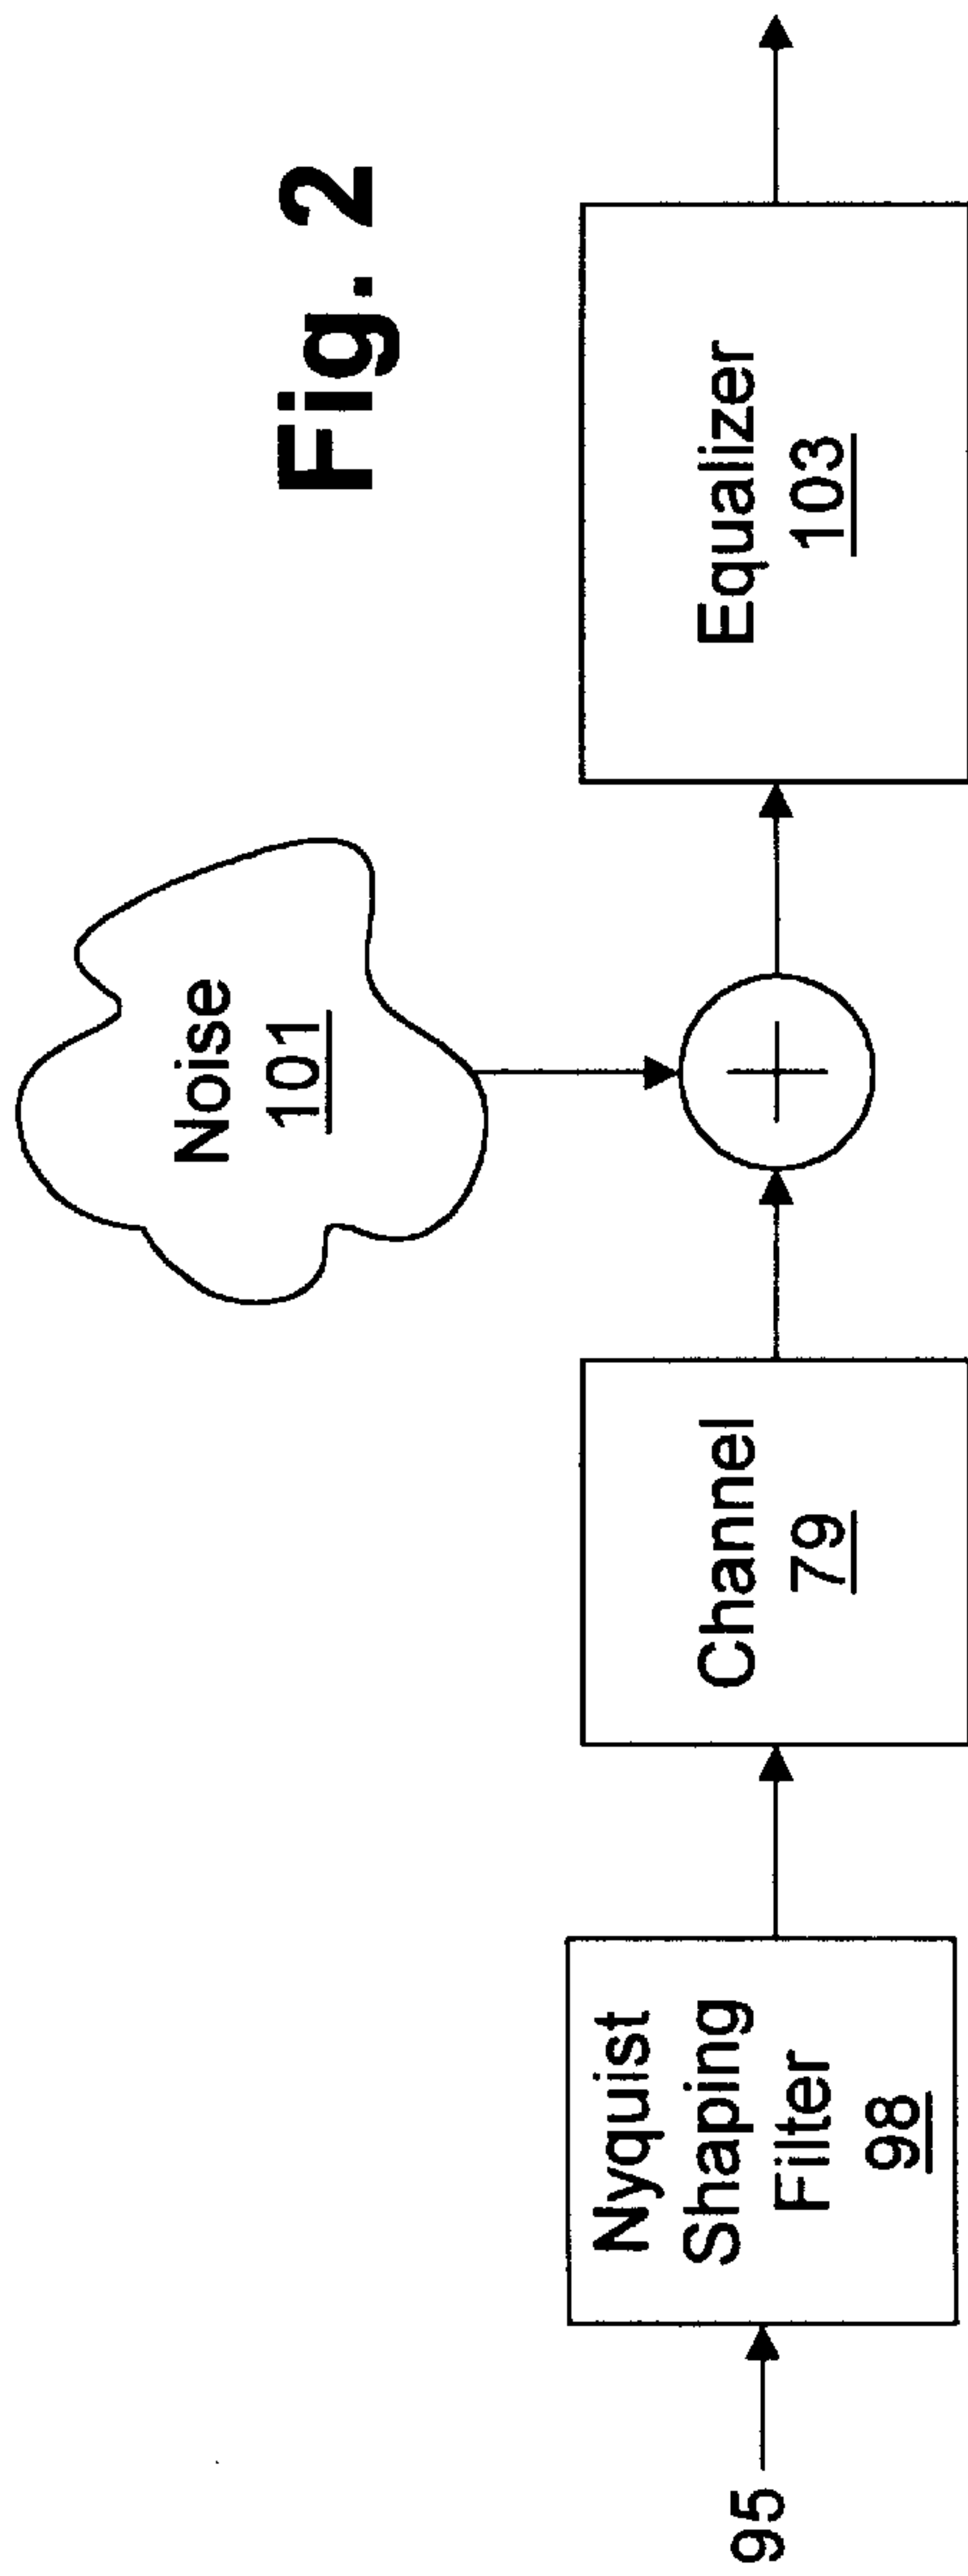 Fig. 2
Noise
101
95
Nyquist
Shaping
Filter
98
Channel
79
Equalizer
103